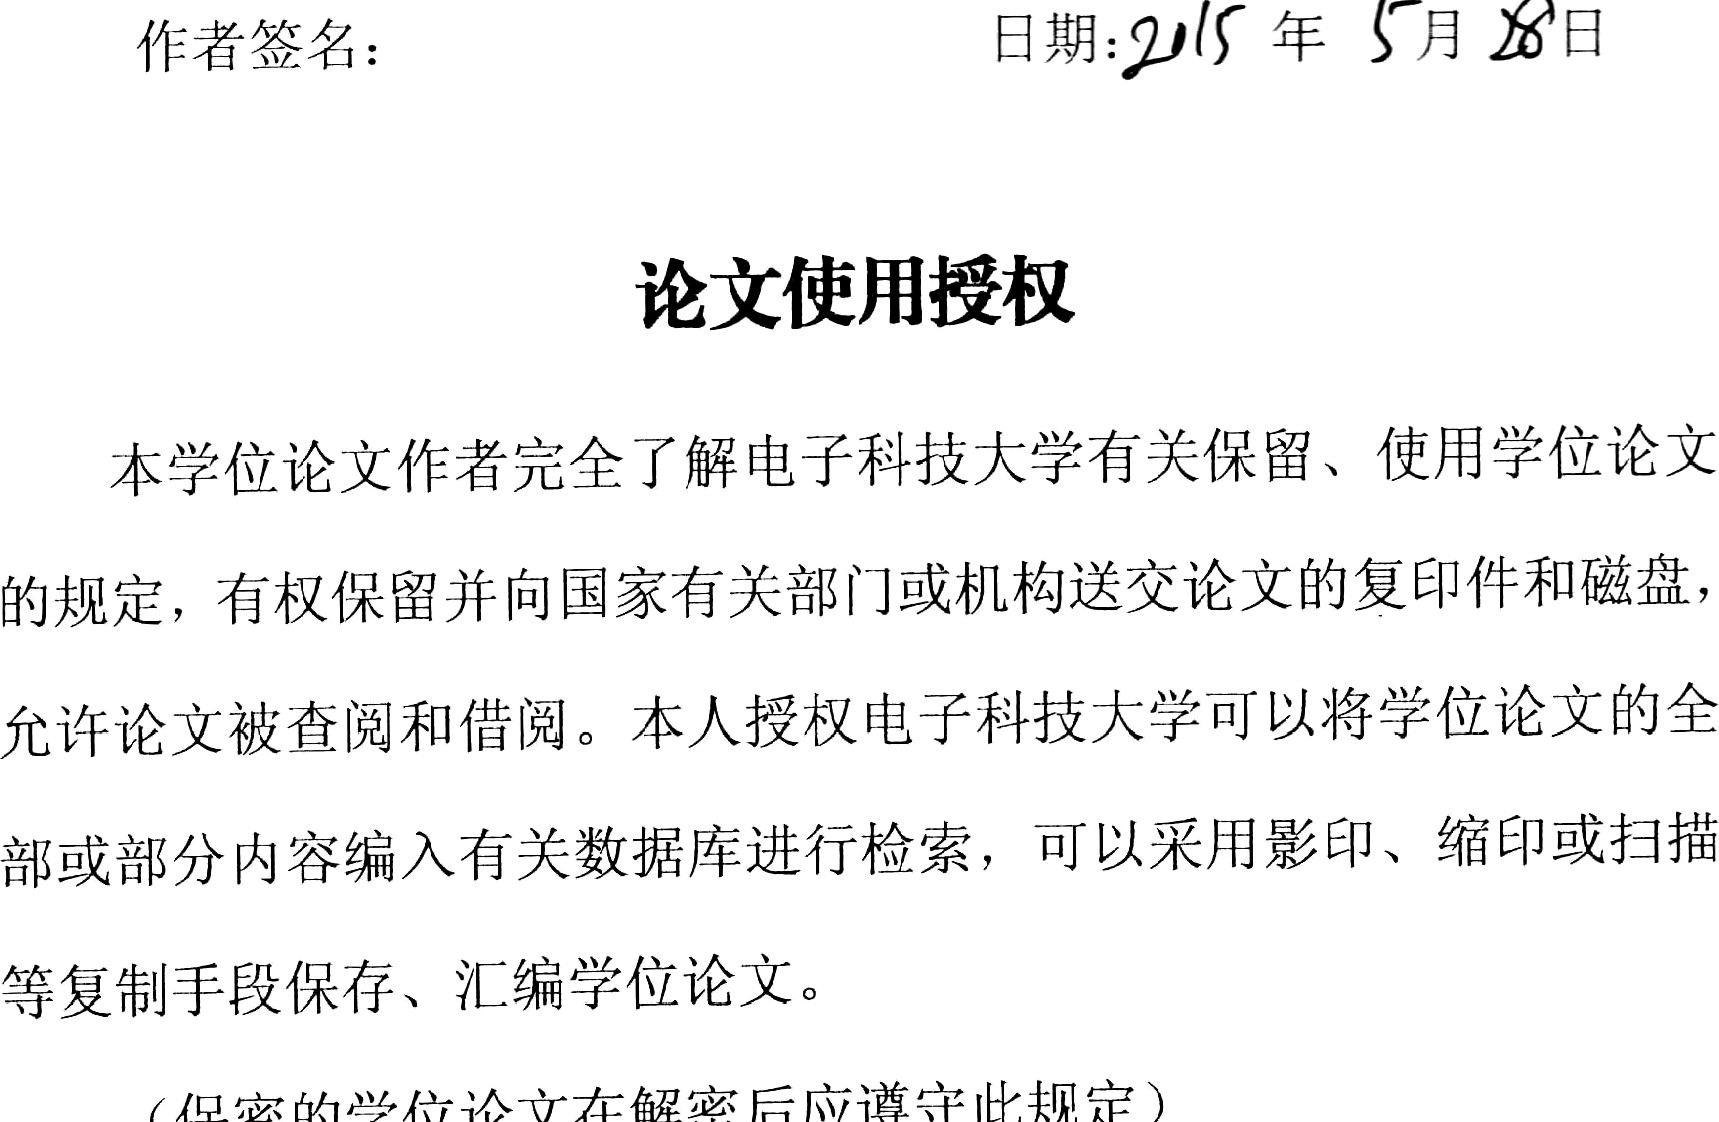 作者签名： 日期：2015 年 5月 28日
论文使用授权
本学位论文作者完全了解电子科技大学有关保留、使用学位论文
的规定，有权保留并向国家有关部门或机构送交论文的复印件和磁盘，
允许论文被查阅和借阅。本人授权电子科技大学可以将学位论文的全
部或部分内容编入有关数据库进行检索，可以采用影印、缩印或扫描
等复制手段保存、汇编学位论文。
（保密的学位论文在解密后应遵守此规定）